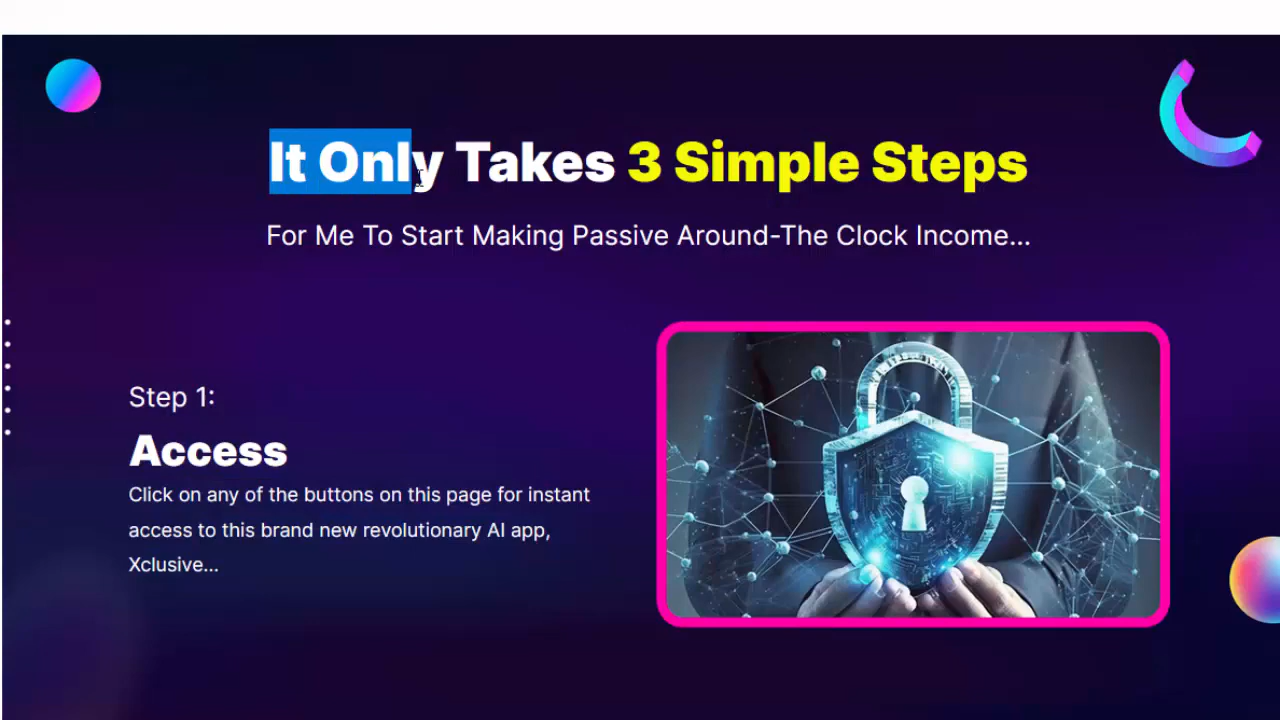 It Only Takes 3 Simple Steps
For Me To Start Making Passive Around-The Clock Income...
Step 1:
Access
Click on any of the buttons on this page for instant
access to this brand new revolutionary AI app,
Xclusive...